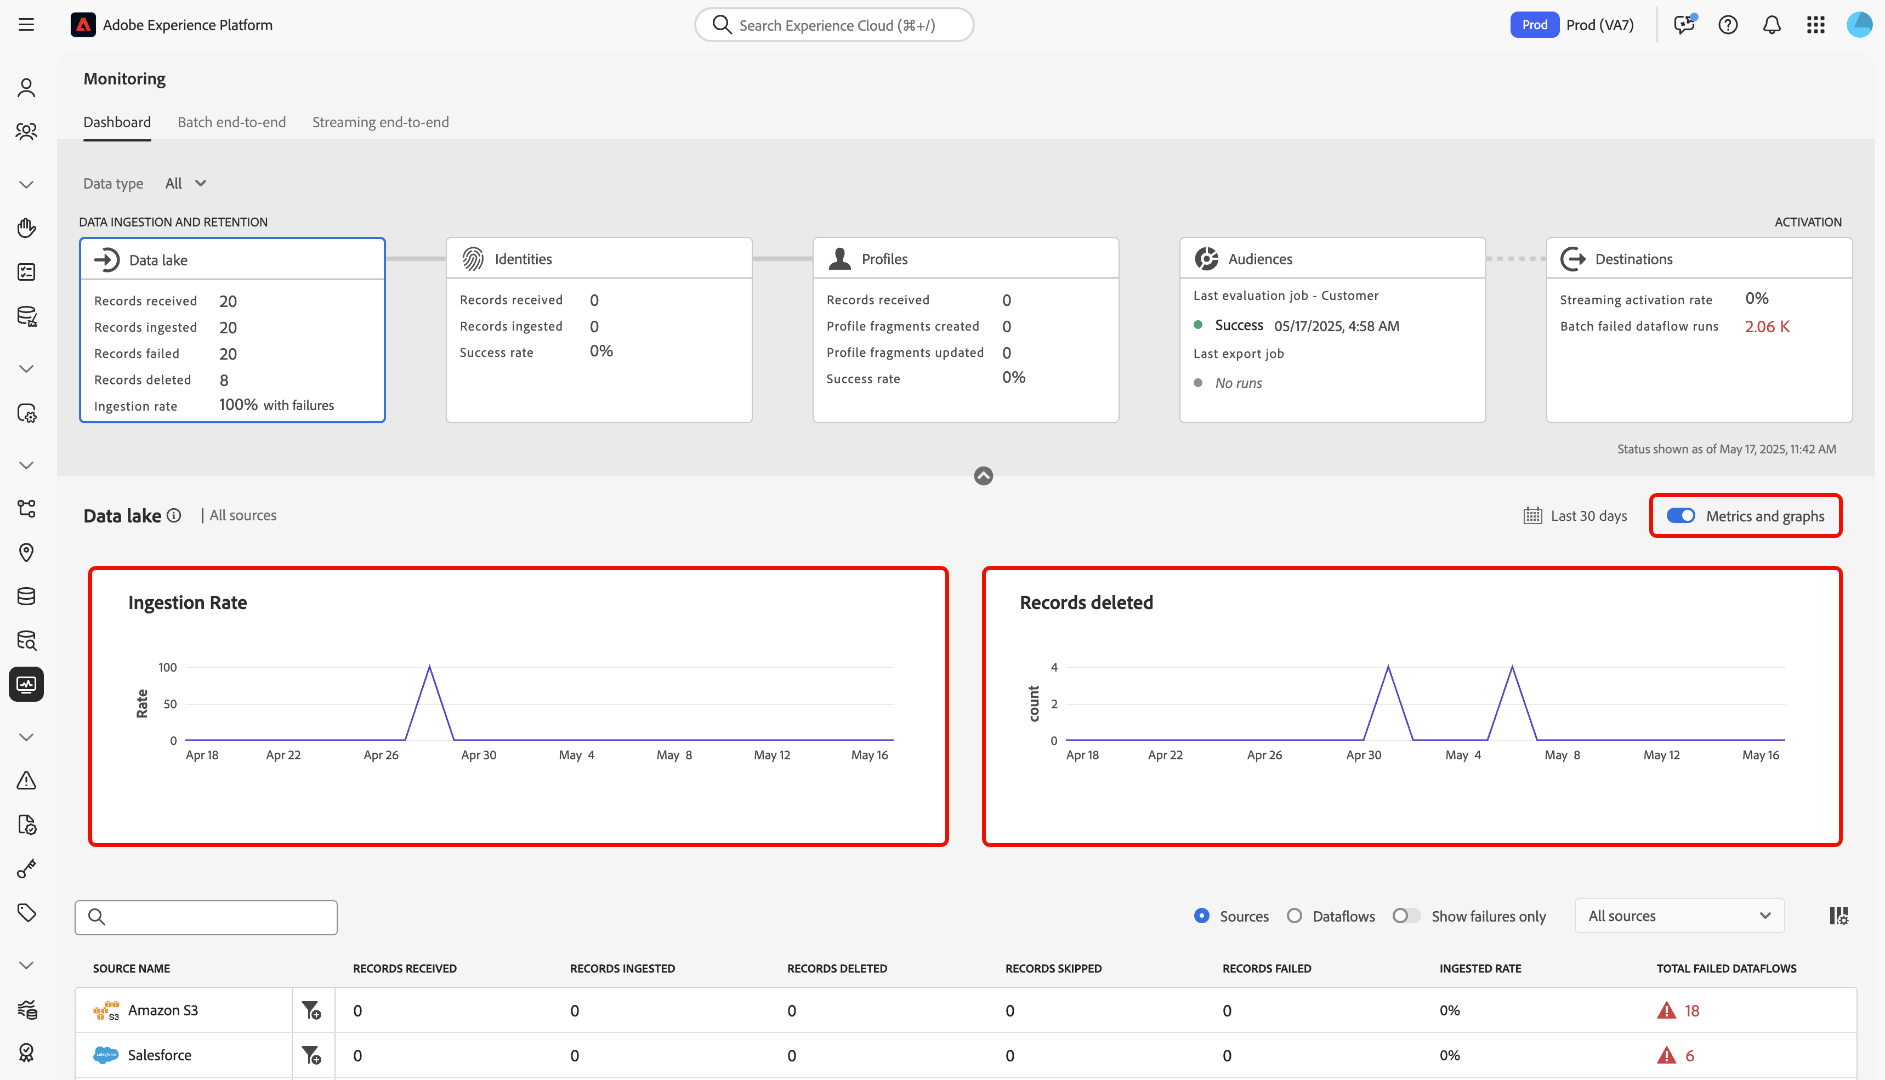 Adobe Experience Platform
Search Experience Cloud (⌘+/)
Prod
Prod (VA7)
Monitoring
Dashboard
Batch end-to-end
Streaming end-to-end
Data type
All
DATA INGESTION AND RETENTION
ACTIVATION
Data lake
Records received 20
Records ingested 20
Records failed 20
Records deleted 8
Ingestion rate 100% with failures
Identities
Records received 0
Records ingested 0
Success rate 0%
Profiles
Records received 0
Profile fragments created 0
Profile fragments updated 0
Success rate 0%
Audiences
Last evaluation job - Customer
Success 05/17/2025, 4:58 AM
Last export job
No runs
Destinations
Streaming activation rate 0%
Batch failed dataflow runs 2.06 K
Status shown as of May 17, 2025, 11:42 AM
Data lake | All sources
Last 30 days
Metrics and graphs
Ingestion Rate
Rate
100
50
0
Apr 18 Apr 22 Apr 26 Apr 30 May 4 May 8 May 12 May 16
Records deleted
count
4
2
0
Apr 18 Apr 22 Apr 26 Apr 30 May 4 May 8 May 12 May 16
Sources
Dataflows
Show failures only
All sources
SOURCE NAME RECORDS RECEIVED RECORDS INGESTED RECORDS DELETED RECORDS SKIPPED RECORDS FAILED INGESTED RATE TOTAL FAILED DATAFLOWS
S3 Amazon S3 0 0 0 0 0 0% 18
salesforce Salesforce 0 0 0 0 0 0% 6